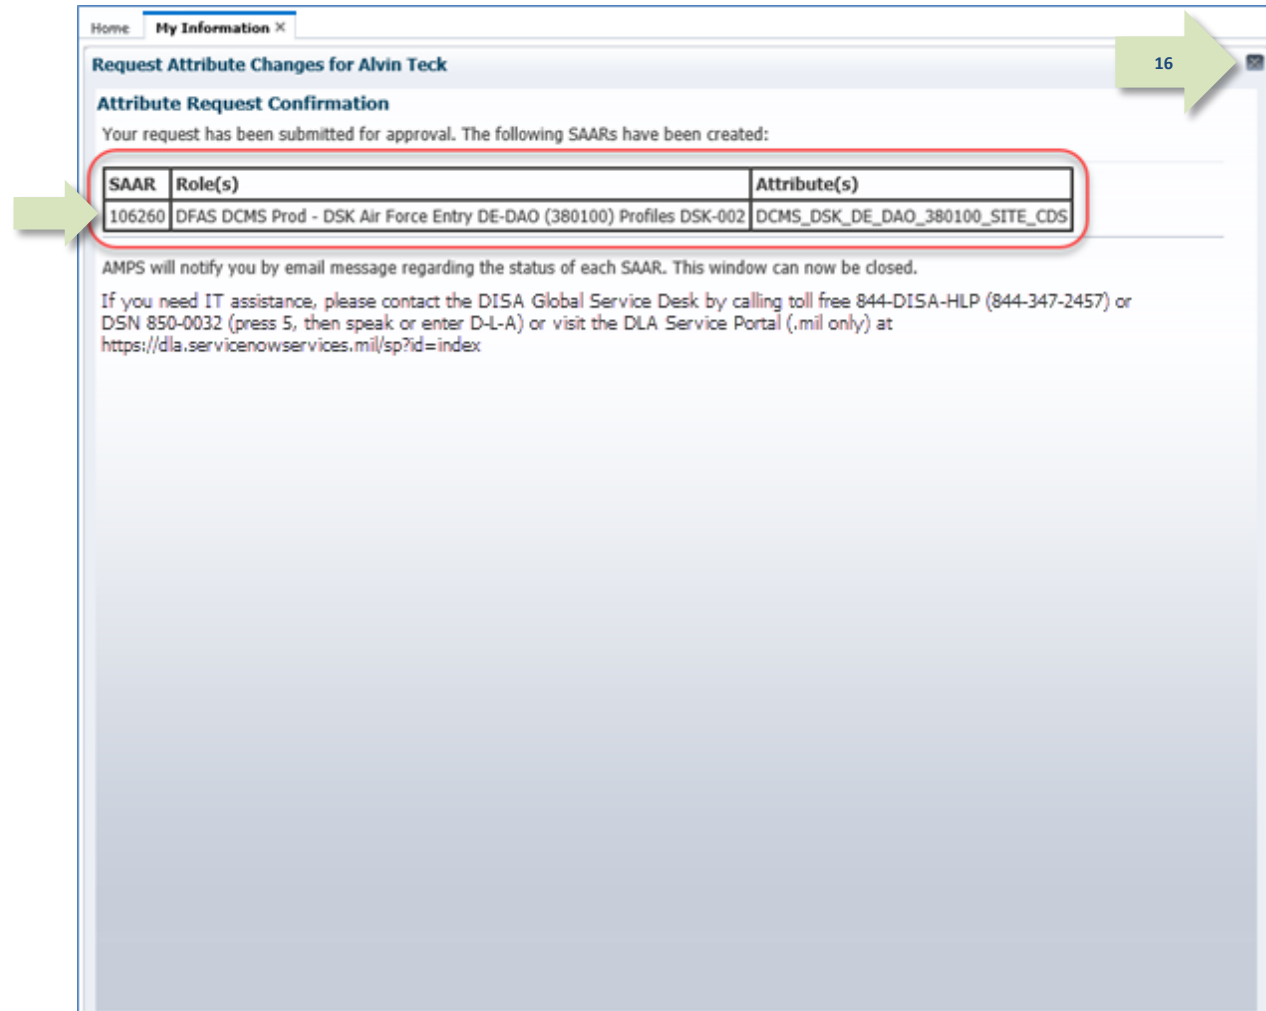 Home My Information ×
Request Attribute Changes for Alvin Teck
16
Attribute Request Confirmation
Your request has been submitted for approval. The following SAARs have been created:
SAAR Role(s) Attribute(s)
106260 DFAS DCMS Prod - DSK Air Force Entry DE-DAO (380100) Profiles DSK-002 DCMS_DSK_DE_DAO_380100_SITE_CDS
AMPS will notify you by email message regarding the status of each SAAR. This window can now be closed.
If you need IT assistance, please contact the DISA Global Service Desk by calling toll free 844-DISA-HLP (844-347-2457) or
DSN 850-0032 (press 5, then speak or enter D-L-A) or visit the DLA Service Portal (.mil only) at
https://dla.servicenowservices.mil/sp?id=index